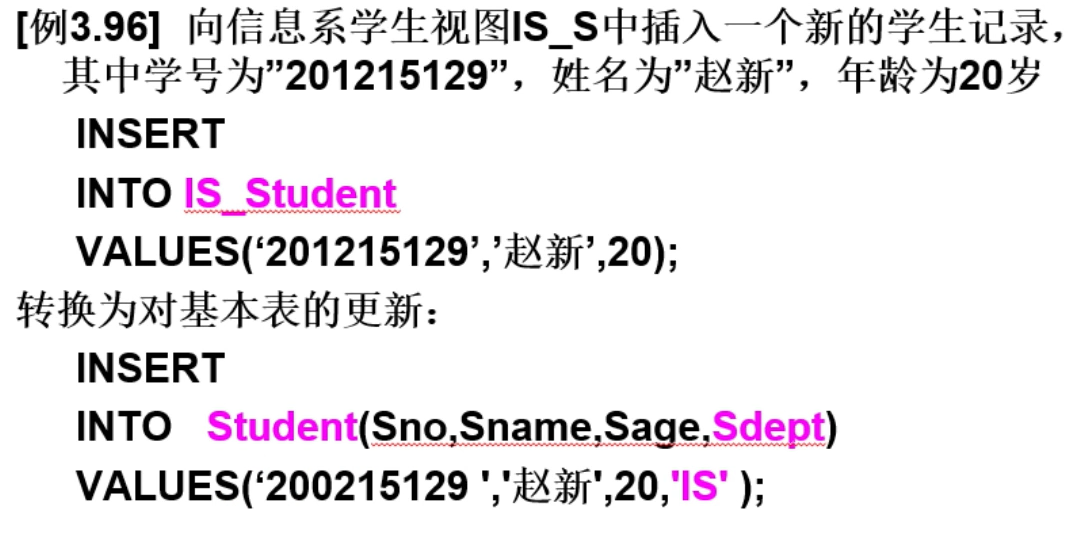 [例3.96] 向信息系学生视图IS_S中插入一个新的学生记录，
其中学号为”201215129”，姓名为”赵新”，年龄为20岁
INSERT
INTO IS_Student
VALUES(‘201215129’,’赵新’,20);
转换为对基本表的更新：
INSERT
INTO Student(Sno,Sname,Sage,Sdept)
VALUES(‘200215129 ','赵新',20,'IS' );